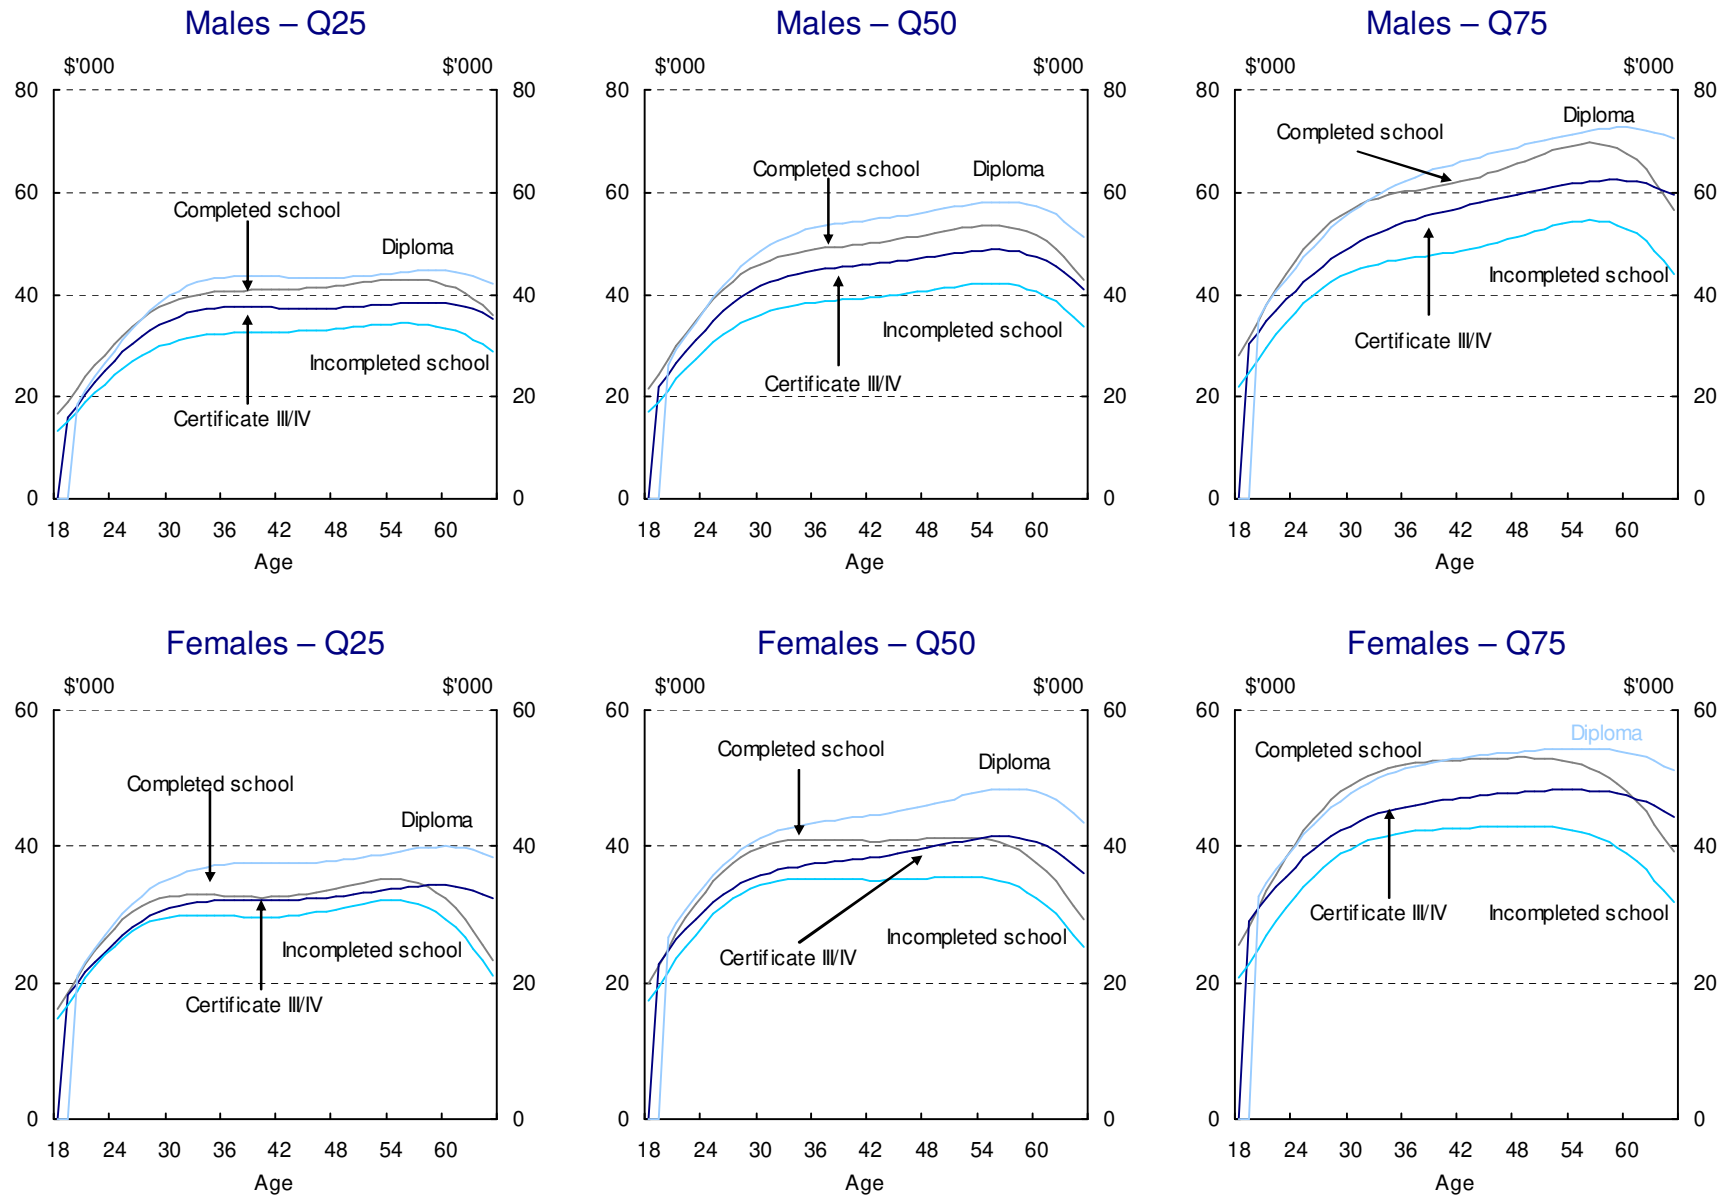 Males – Q25
$'000 $'000
80 80
Completed school
60 60
Diploma
40 40
Incompleted school
20 20
Certificate III/IV
0 0
18 24 30 36 42 48 54 60
Age
Males – Q50
$'000 $'000
80
Completed school Diploma
60 60
40 40
Incompleted school
Certificate III/IV
20 20
0 0
80
18 24 30 36 42 48 54 60
Age
Males – Q75
$'000 $'000
80 80
Diploma
Completed school
60 60
40 40
Incompleted school
Certificate III/IV
20 20
0 0
18 24 30 36 42 48 54 60
Age
Females – Q25
$'000 $'000
60 60
Completed school
Diploma
40 40
Incompleted school
Certificate III/IV
20 20
0 0
18 24 30 36 42 48 54 60
Age
Females – Q50
$'000 $'000
60 60
Completed school
Diploma
40 40
Incompleted school
Certificate III/IV
20 20
0 0
18 24 30 36 42 48 54 60
Age
Females – Q75
$'000 $'000
60 60
Diploma
Completed school
40 40
Certificate III/IV Incompleted school
20 20
0 0
18 24 30 36 42 48 54 60
Age